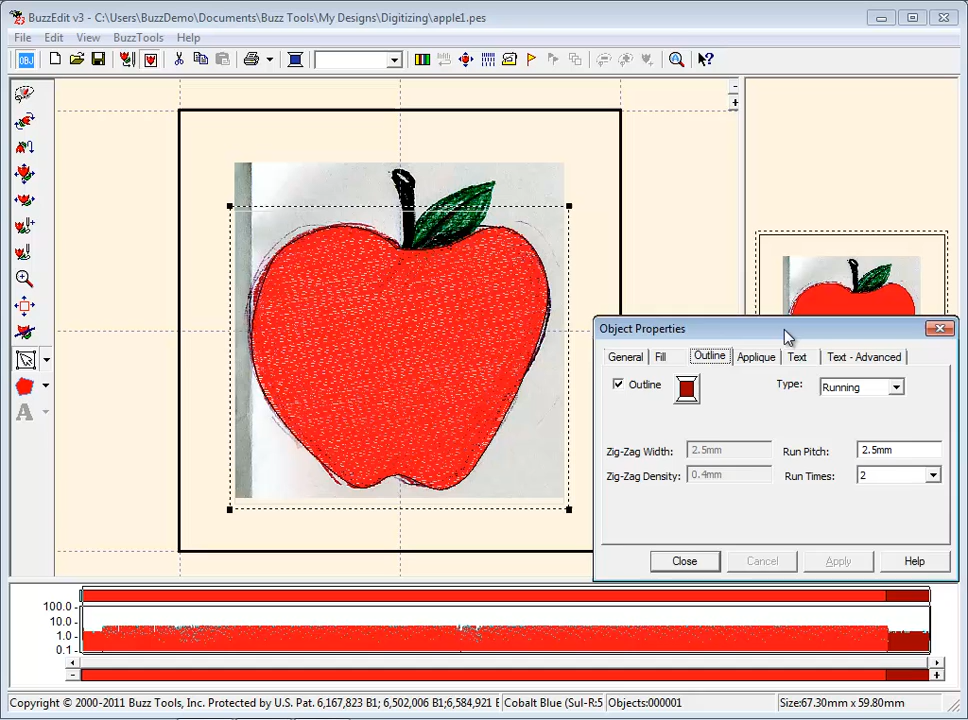 BuzzEdit v3 - C:\Users\BuzzDemo\Documents\Buzz Tools\My Designs\Digitizing\apple1.pes
File Edit View BuzzTools Help
OBJ
A
Object Properties
General Fill Outline Applique Text Text - Advanced
Outline Type: Running
Zig-Zag Width: 2.5mm Run Pitch: 2.5mm
Zig-Zag Density: 0.4mm Run Times: 2
Close Cancel Apply Help
100.0
10.0
1.0
0.1
Copyright © 2000-2011 Buzz Tools, Inc. Protected by U.S. Pat. 6,167,823 B1; 6,502,006 B1;6,584,921 E Cobalt Blue (Sul-R:5 Objects:000001 Size:67.30mm x 59.80mm